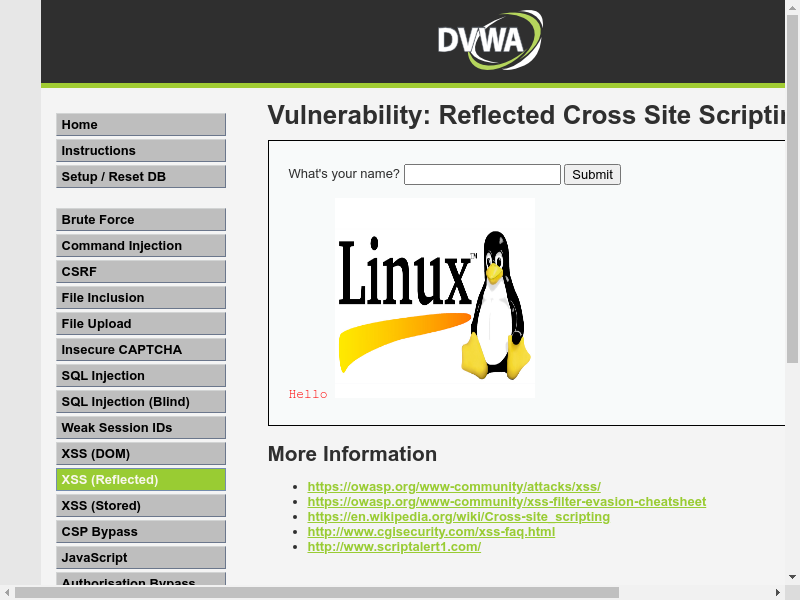 DVWA
Vulnerability: Reflected Cross Site
Home
Instructions
Setup / Reset DB
Brute Force
Command Injection
CSRF
File Inclusion
File Upload
Insecure CAPTCHA
SQL Injection
SQL Injection (Blind)
Weak Session IDs
XSS (DOM)
XSS (Reflected)
XSS (Stored)
CSP Bypass
JavaScript
Authorisation Bypass
What's your name? Submit
Linux™
Hello
More Information
https://owasp.org/www-community/attacks/xss/
https://owasp.org/www-community/xss-filter-evasion-cheatsheet
https://en.wikipedia.org/wiki/Cross-site_scripting
http://www.cgisecurity.com/xss-faq.html
http://www.scriptalert1.com/